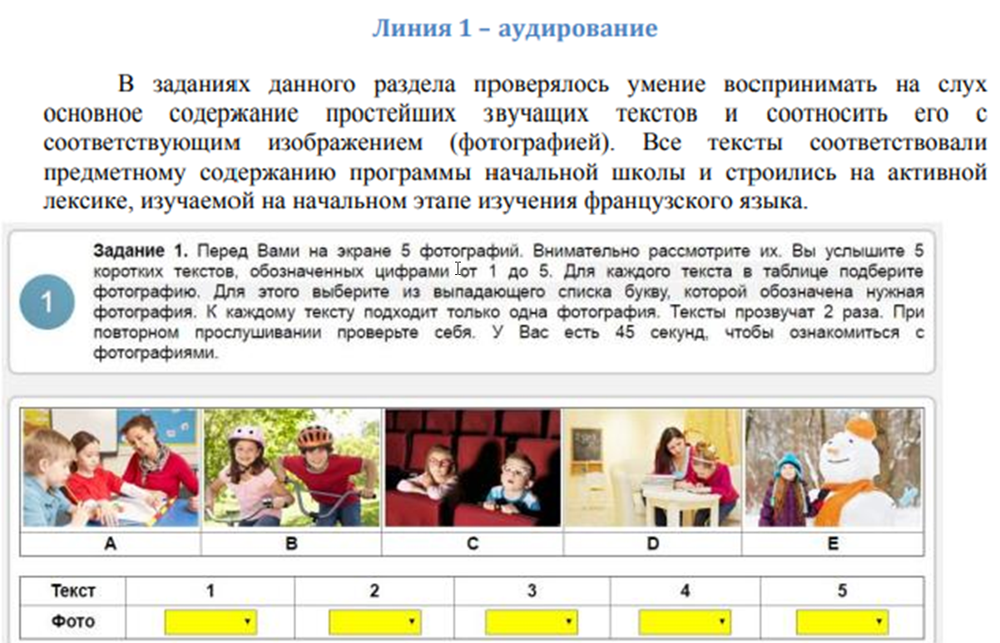 Линия 1 – аудирование
В заданиях данного раздела проверялось умение воспринимать на слух
основное содержание простейших звучащих текстов и соотносить его с
соответствующим изображением (фотографией). Все тексты соответствовали
предметному содержанию программы начальной школы и строились на активной
лексике, изучаемой на начальном этапе изучения французского языка.
1
Задание 1. Перед Вами на экране 5 фотографий. Внимательно рассмотрите их. Вы услышите 5
коротких текстов, обозначенных цифрами от 1 до 5. Для каждого текста в таблице подберите
фотографию. Для этого выберите из выпадающего списка букву, которой обозначена нужная
фотография. К каждому тексту подходит только одна фотография. Тексты прозвучат 2 раза. При
повторном прослушивании проверьте себя. У Вас есть 45 секунд, чтобы ознакомиться с
фотографиями.
A B C D E
Текст 1 2 3 4 5
Фото